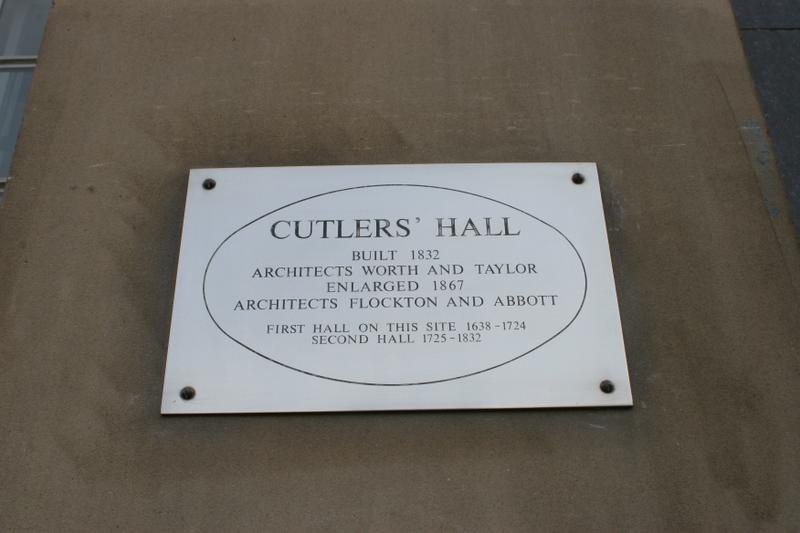 CUTLERS' HALL
BUILT 1832
ARCHITECTS WORTH AND TAYLOR
ENLARGED 1867
ARCHITECTS FLOCKTON AND ABBOTT
FIRST HALL ON THIS SITE 1638-1724
SECOND HALL 1725-1832